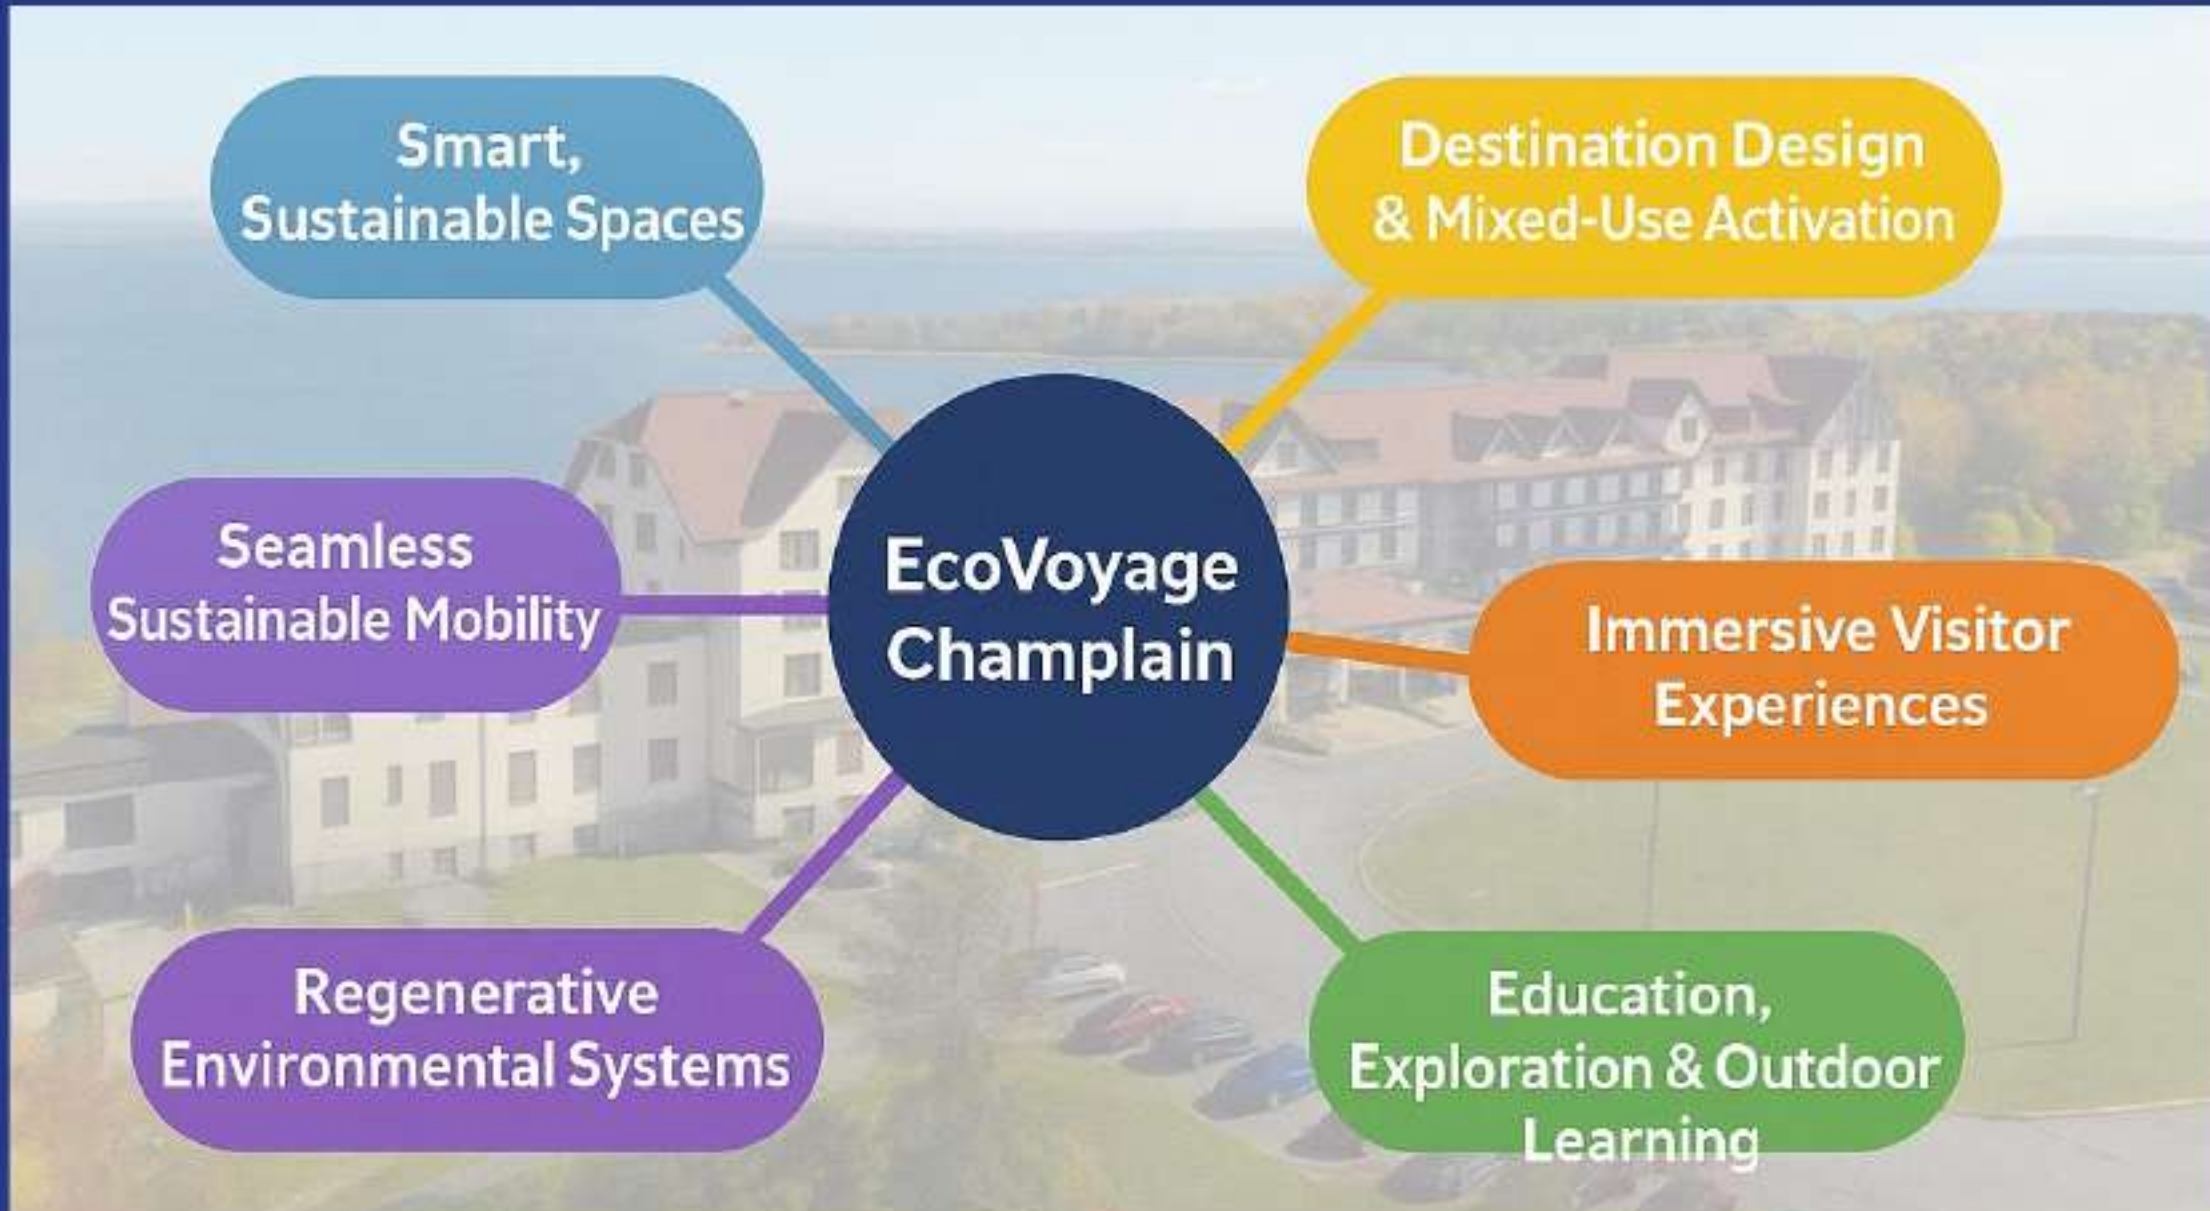 Smart,
Sustainable Spaces
Destination Design
& Mixed-Use Activation
Seamless
Sustainable Mobility
EcoVoyage
Champlain
Immersive Visitor
Experiences
Regenerative
Environmental Systems
Education,
Exploration & Outdoor
Learning